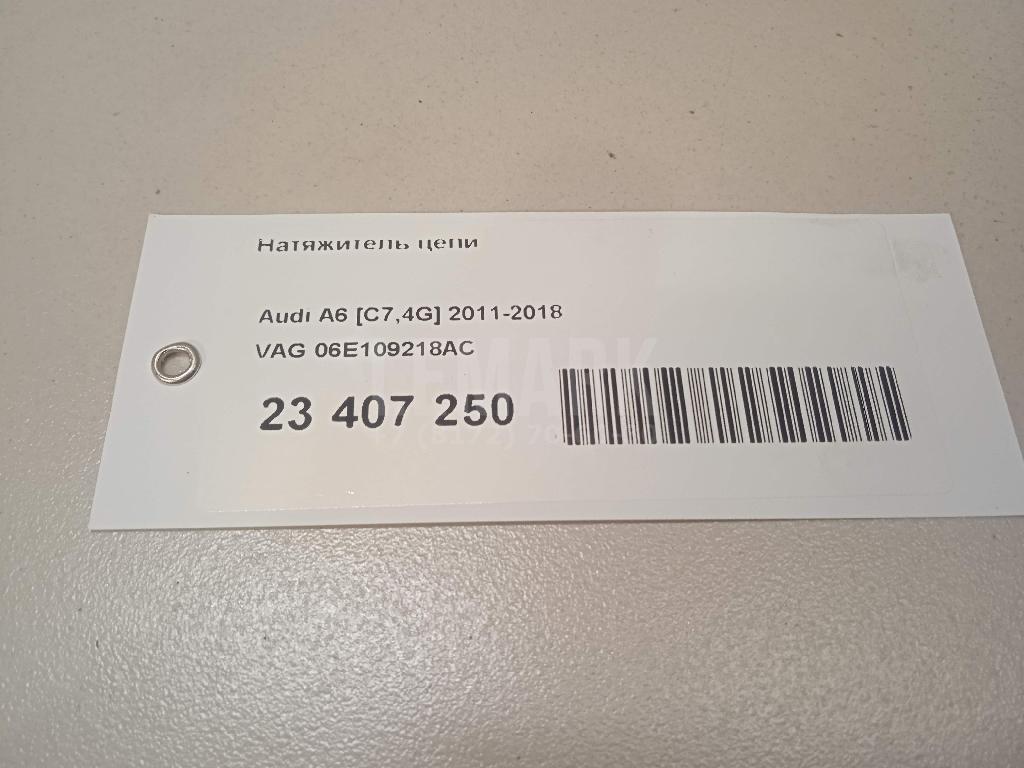 Натяжитель цепи
Audi A6 [C7,4G] 2011-2018
VAG 06E109218AC
23 407 250